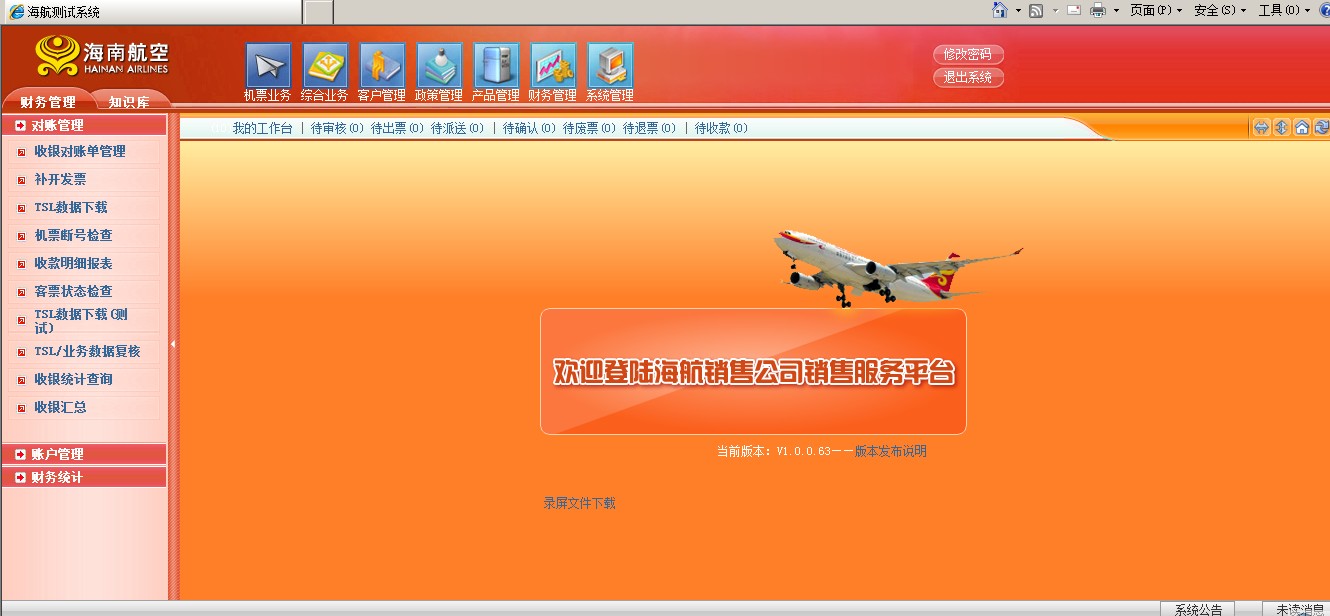 海航测试系统
页面(P)
安全(S)
工具(O)
海南航空
HAINAN AIRLINES
机票业务
综合业务
客户管理
政策管理
产品管理
财务管理
系统管理
修改密码
退出系统
财务管理
知识库
我的工作台 | 待审核(0) 待出票(0) 待派送(0) | 待确认(0) 待废票(0) 待退票(0) | 待收款(0)
对账管理
收银对账单管理
补开发票
TSL数据下载
机票断号检查
收款明细报表
客票状态检查
TSL数据下载(测
试)
TSL/业务数据复核
收银统计查询
收银汇总
账户管理
财务统计
欢迎登陆海航销售公司销售服务平台
当前版本：V1.0.0.63——版本发布说明
录屏文件下载
系统公告
未读消息